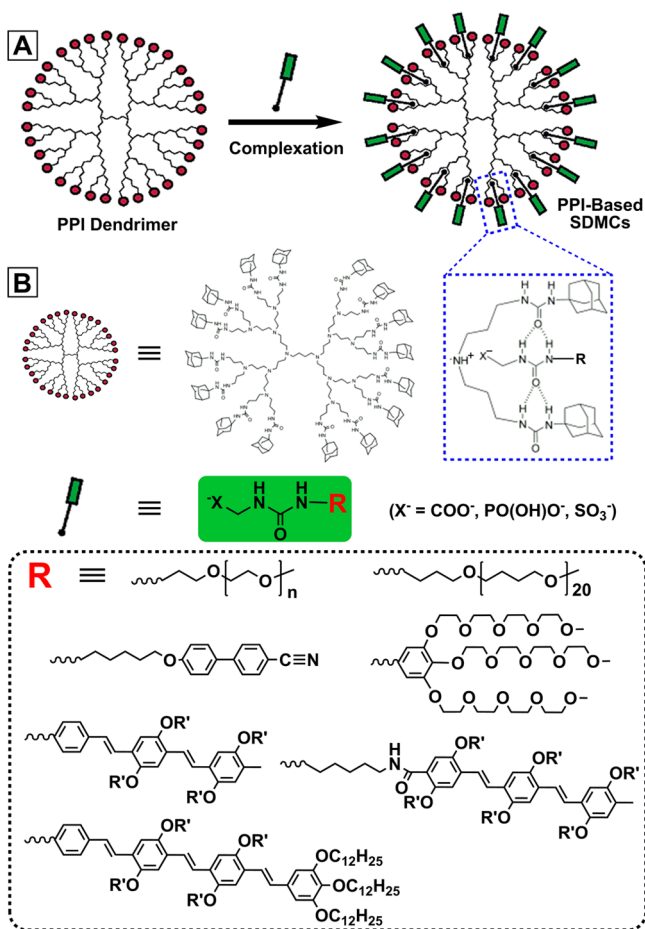 A
PPI Dendrimer
Complexation
PPI-Based
SDMCs
B
≡
NH⁺ X⁻ R
≡ ⁻X H N H N R O (X⁻ = COO⁻, PO(OH)O⁻, SO₃⁻)
R ≡ O O n
O O 20
O C≡N
O O O O O–
O O O O O–
O O O O O–
OR' OR'
R'O R'O
H N O OR' OR' OR'
R'O R'O R'O
OR' OR' OC₁₂H₂₅
R'O R'O OC₁₂H₂₅
OC₁₂H₂₅